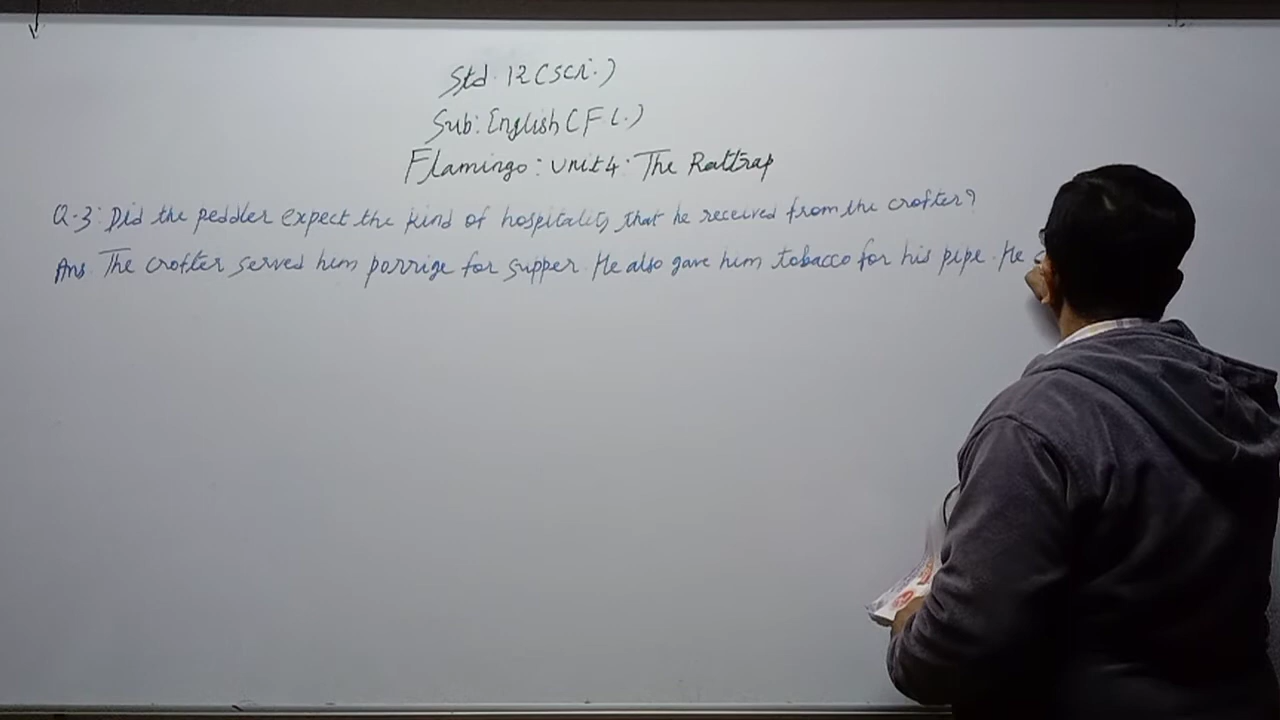 Std. 12 (Sci.)
Sub: English (F.L.)
Flamingo: Unit 4: The Rattrap
Q.3: Did the peddler expect the kind of hospitality that he received from the crofter?
Ans. The crofter served him porrige for supper. He also gave him tobacco for his pipe. He